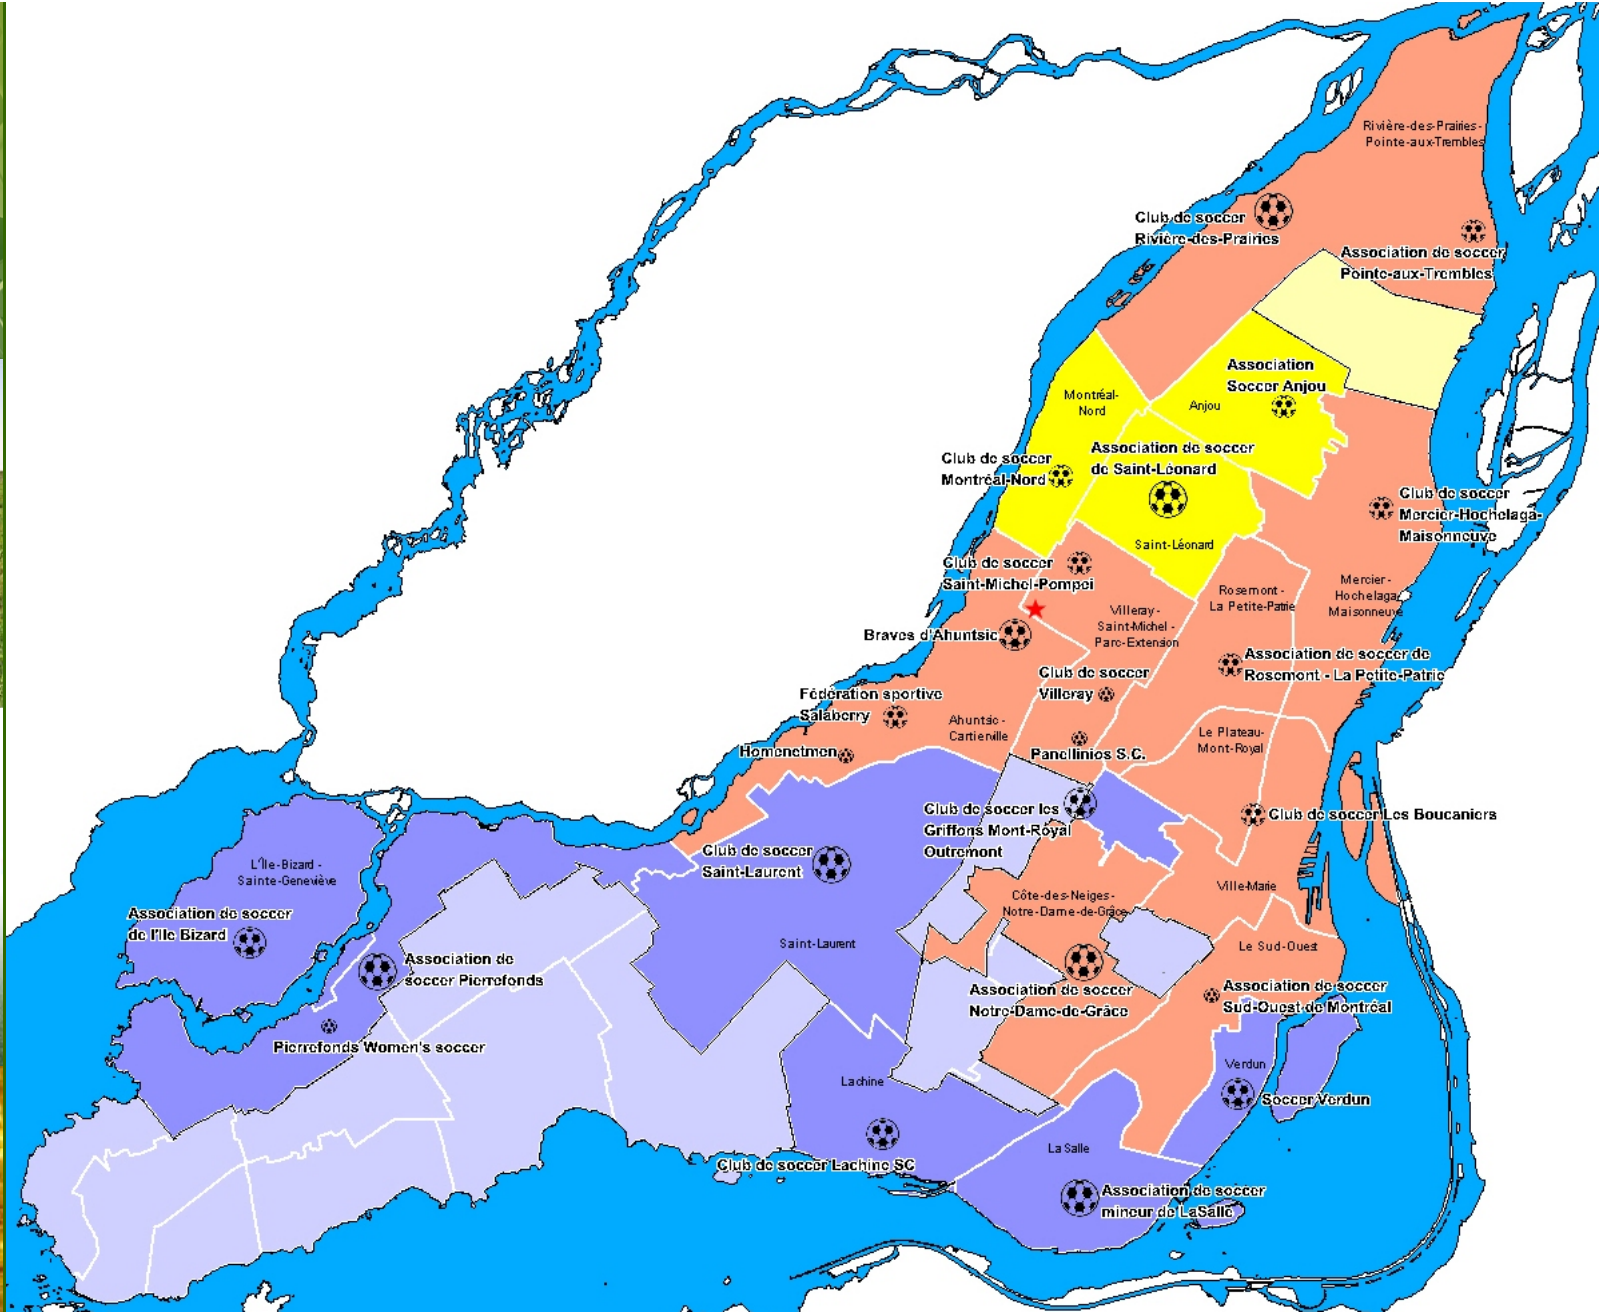 Rivière-des-Prairies-
Pointe-aux-Trembles
Club de soccer
Rivière-des-Prairies
Association de soccer
Pointe-aux-Trembles
Association
Soccer Anjou
Montréal-
Nord
Anjou
Association de soccer
de Saint-Léonard
Club de soccer
Montréal-Nord
Club de soccer
Mercier-Hochelaga-
Maisonneuve
Saint-Léonard
Club de soccer
Saint-Michel-Pompei
Mercier-
Hochelaga
Maisonneuve
Rosemont -
La Petite-Patrie
Villeray -
Saint-Michel -
Parc-Extension
Braves d'Ahuntsic
Association de soccer de
Rosemont - La Petite-Patrie
Club de soccer
Villeray
Fédération sportive
Salaberry
Ahuntsic -
Cartierville
Le Plateau-
Mont-Royal
Homenetmen
Panellinios S.C.
Club de soccer les
Griffons Mont-Royal
Outremont
Club de soccer Les Boucaniers
Club de soccer
Saint-Laurent
L'Île-Bizard -
Sainte-Geneviève
Côte-des-Neiges-
Notre-Dame-de-Grâce
Ville-Marie
Association de soccer
de l'Ile Bizard
Saint-Laurent
Le Sud-Ouest
Association de
soccer Pierrefonds
Association de soccer
Notre-Dame-de-Grâce
Association de soccer
Sud-Ouest de Montréal
Pierrefonds Women's soccer
Lachine
Verdun
Soccer Verdun
La Salle
Club de soccer Lachine SC
Association de soccer
mineur de LaSalle